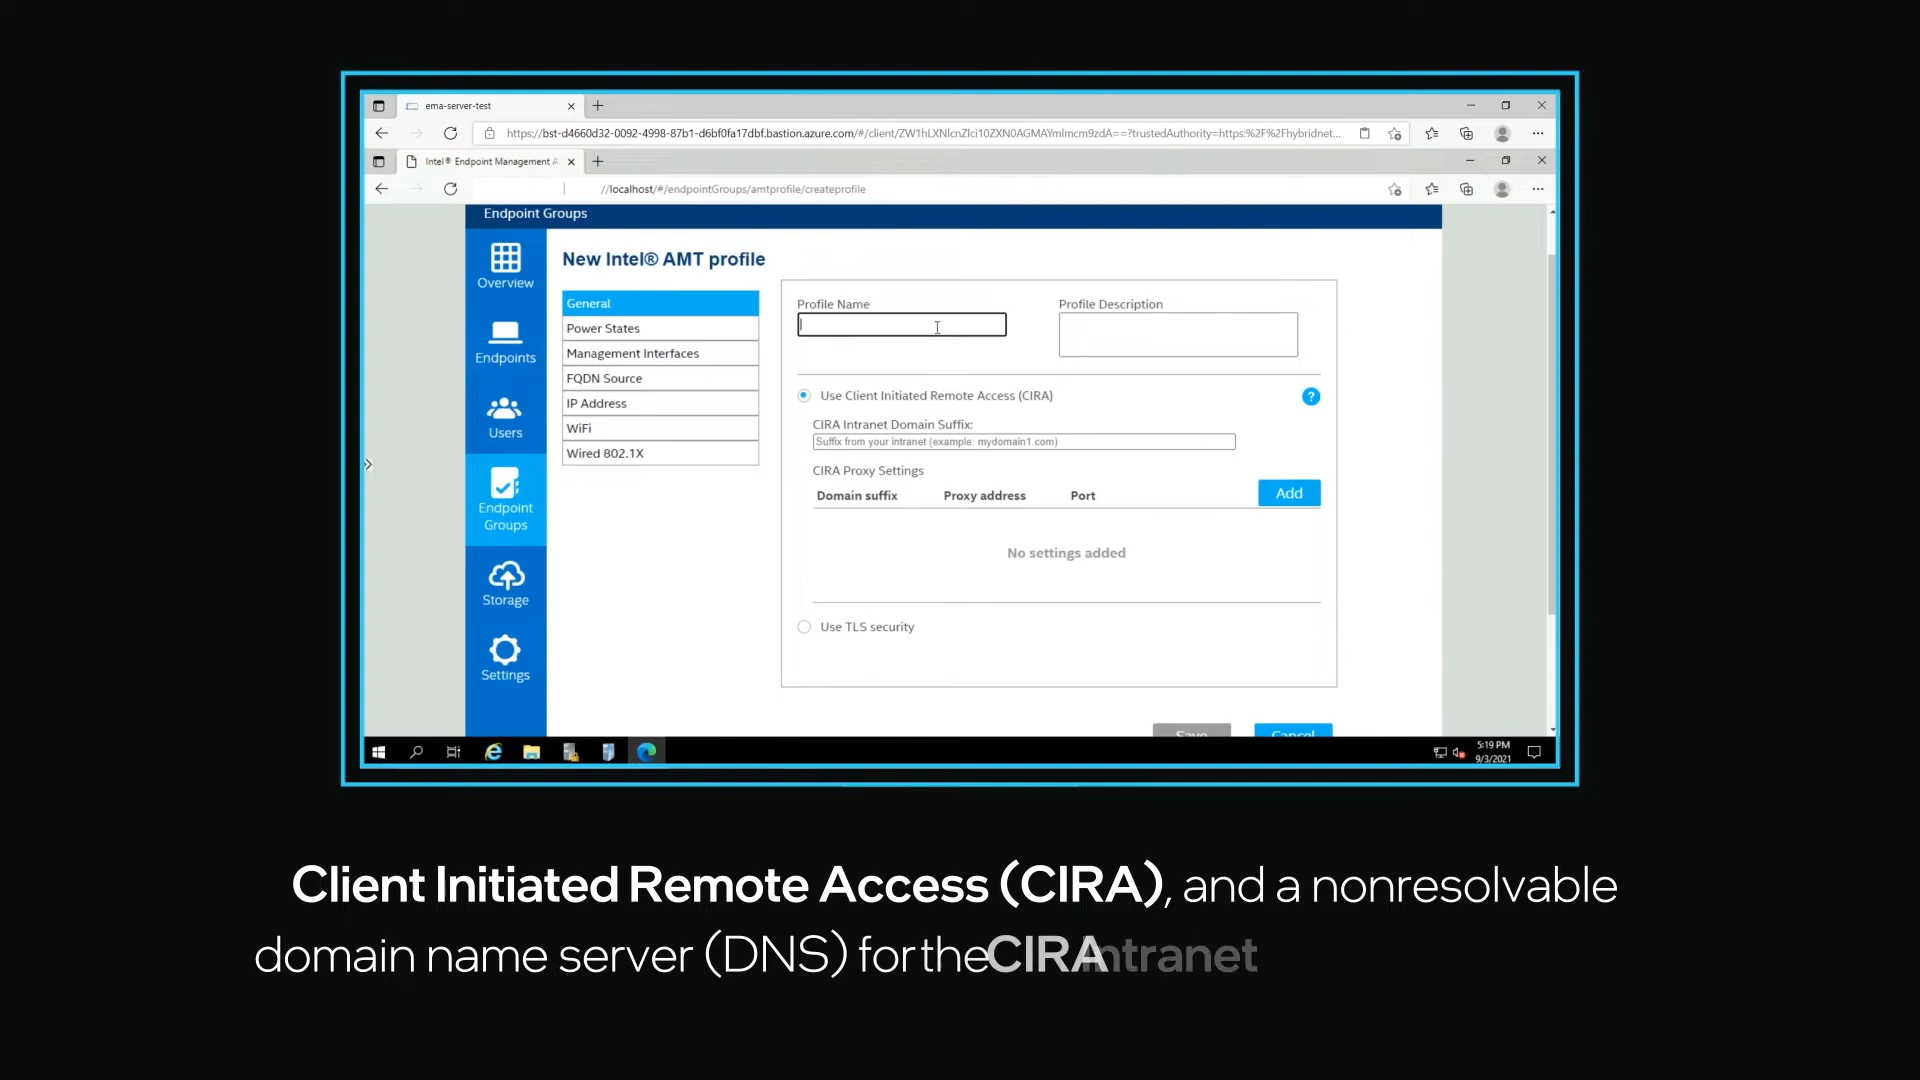 ema-server-test
https://bst-d4660d32-0092-4998-87b1-d6bf0fa17dbf.bastion.azure.com/#/client/ZW1hLXNlcnZlci10ZXN0AGMAYmlmcm9zdA==?trustedAuthority=https:%2F%2Fhybridnet...
Intel® Endpoint Management A
//localhost/#/endpointGroups/amtprofile/createprofile
Endpoint Groups
Overview
Endpoints
Users
Endpoint
Groups
Storage
Settings
New Intel® AMT profile
General
Power States
Management Interfaces
FQDN Source
IP Address
WiFi
Wired 802.1X
Profile Name
Profile Description
Use Client Initiated Remote Access (CIRA)
?
CIRA Intranet Domain Suffix:
Suffix from your intranet (example: mydomain1.com)
CIRA Proxy Settings
Domain suffix Proxy address Port
Add
No settings added
Use TLS security
Save Cancel
5:19 PM
9/3/2021
Client Initiated Remote Access (CIRA), and a nonresolvable
domain name server (DNS) for the CIRA intranet